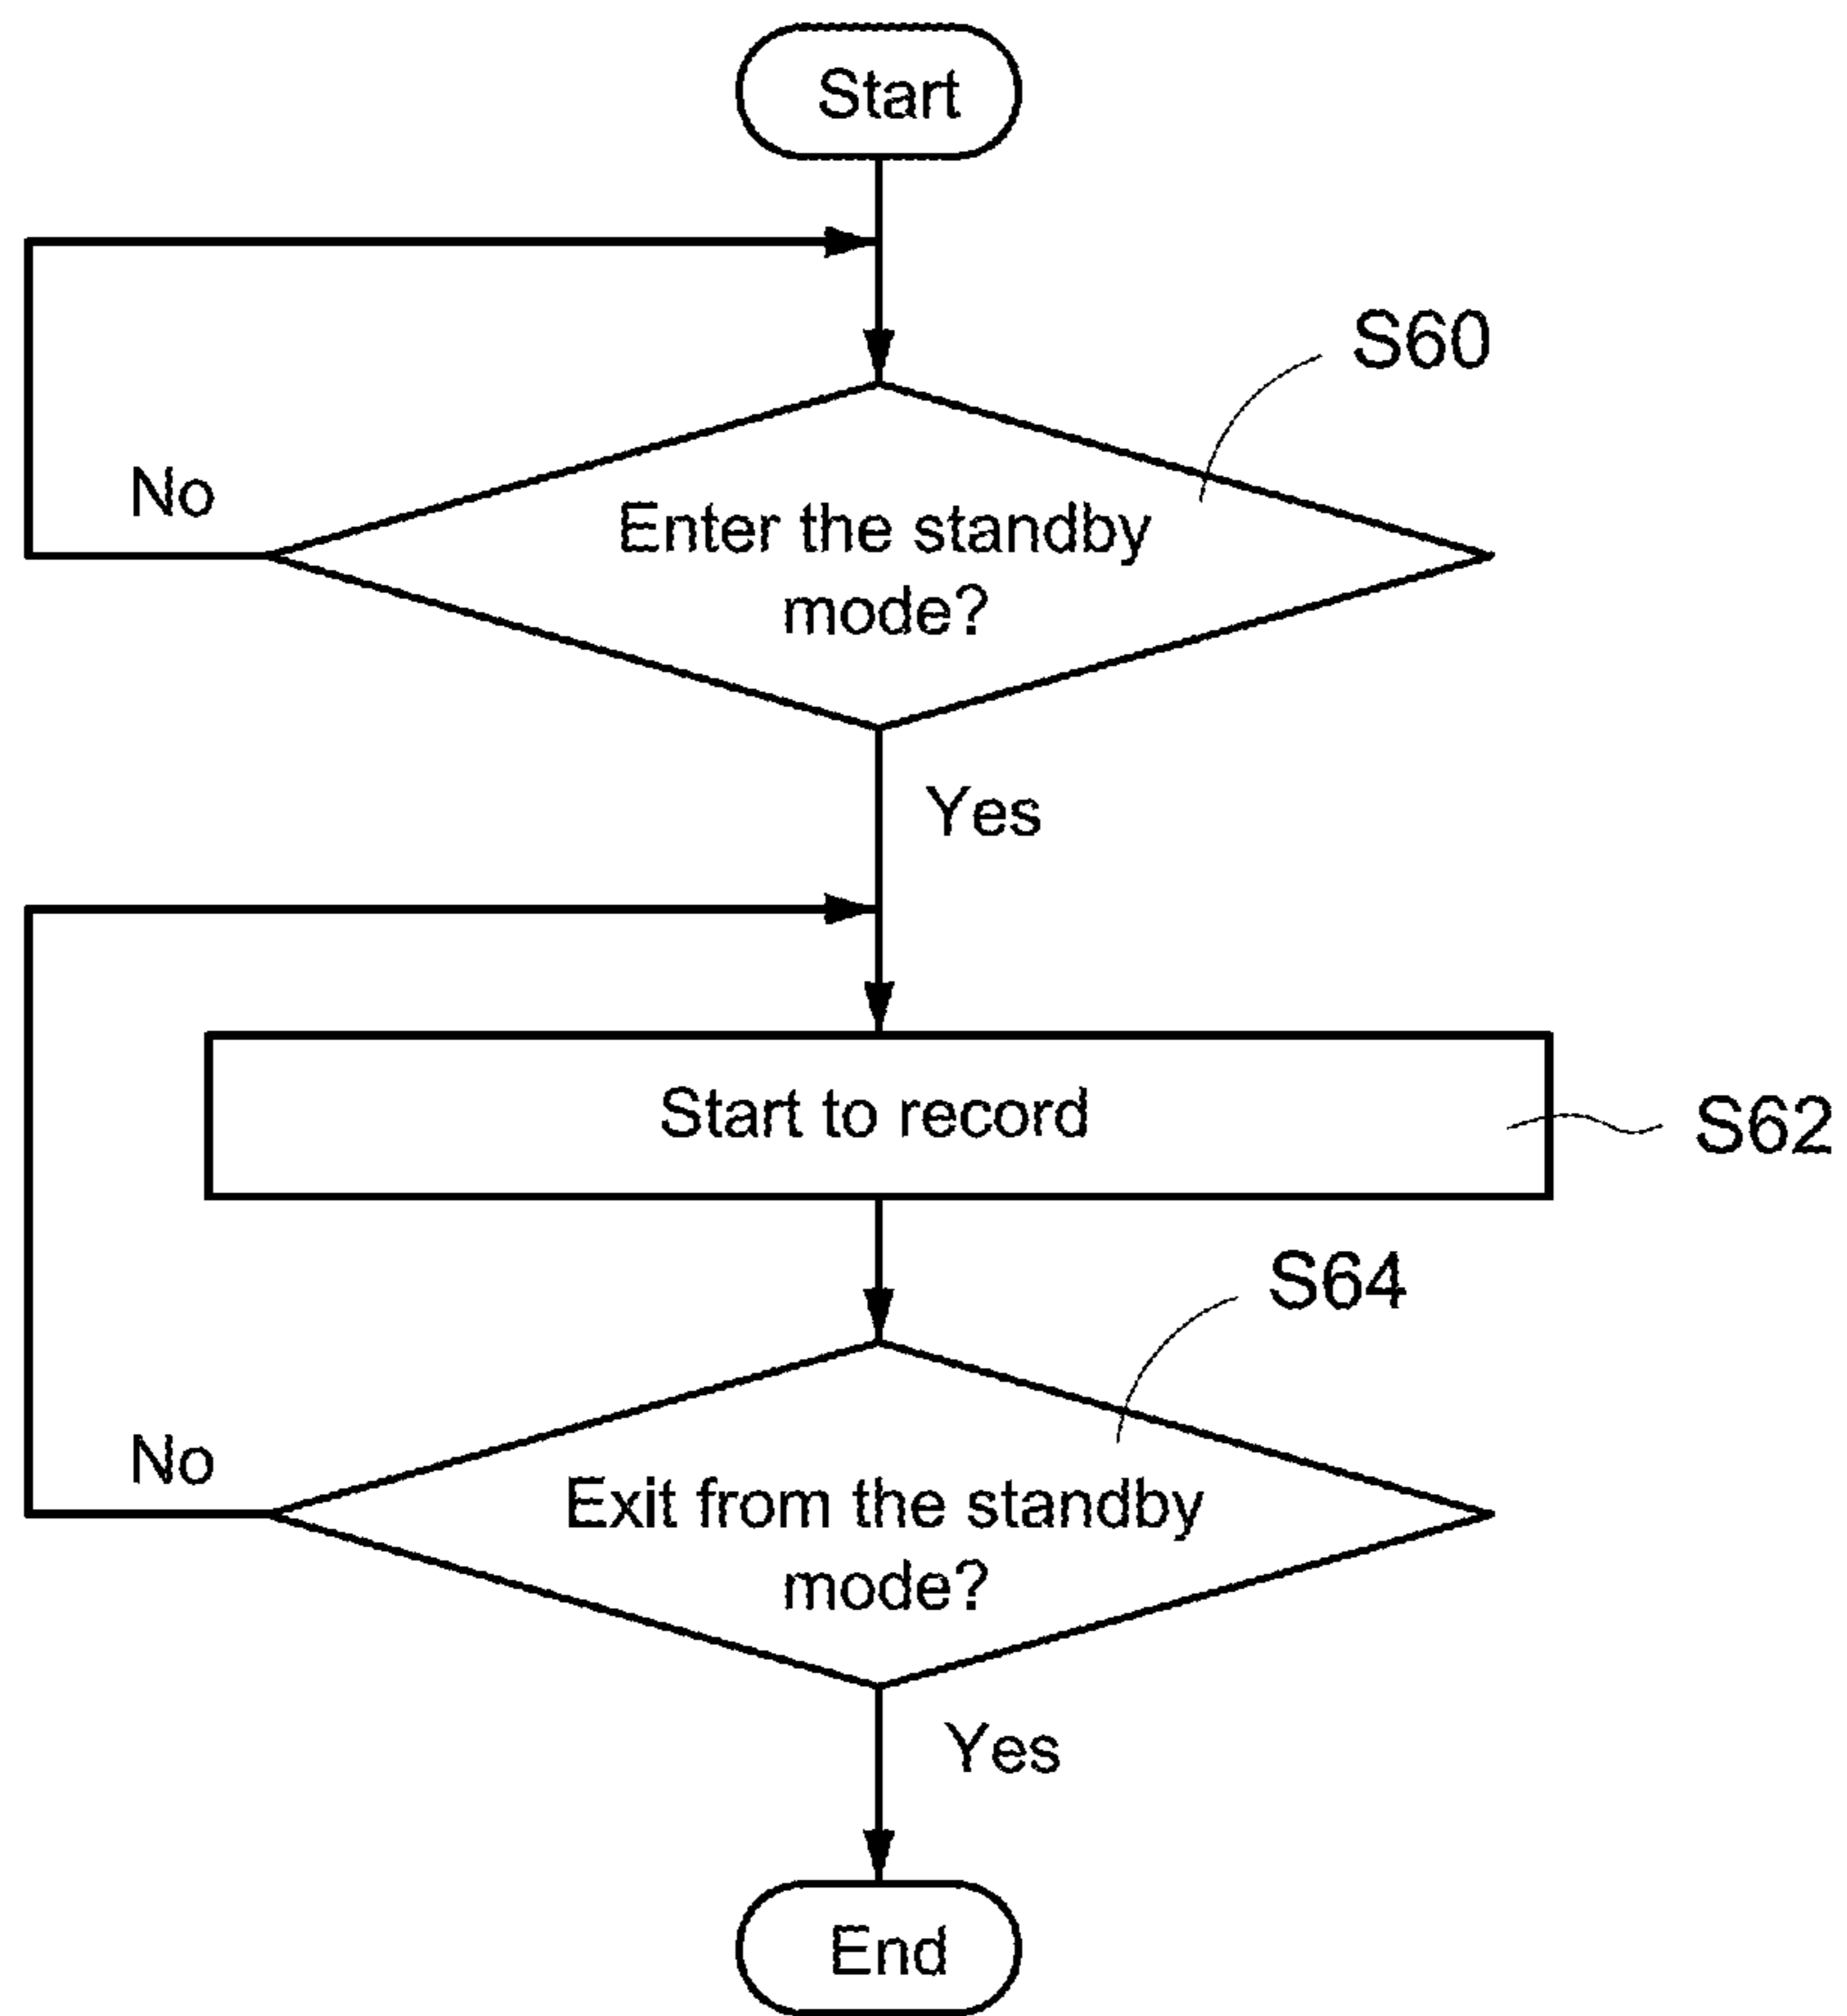 Start
S60
No
Enter the standby
mode?
Yes
Start to record
S62
S64
No
Exit from the standby
mode?
Yes
End